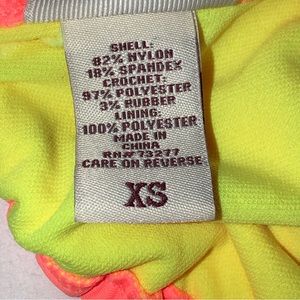 SHELL:
82% NYLON
18% SPANDEX
CROCHET:
97% POLYESTER
3% RUBBER
LINING:
100% POLYESTER
MADE IN
CHINA
RN# 73277
CARE ON REVERSE
XS